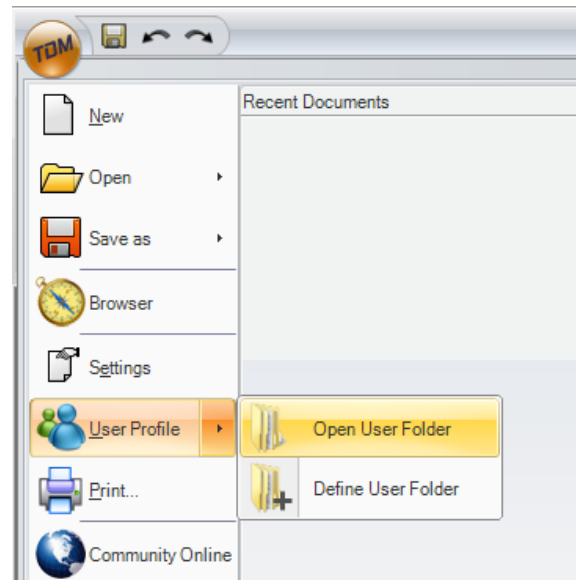 TDM
Recent Documents
New
Open
Save as
Browser
Settings
User Profile
Open User Folder
Define User Folder
Print...
Community Online